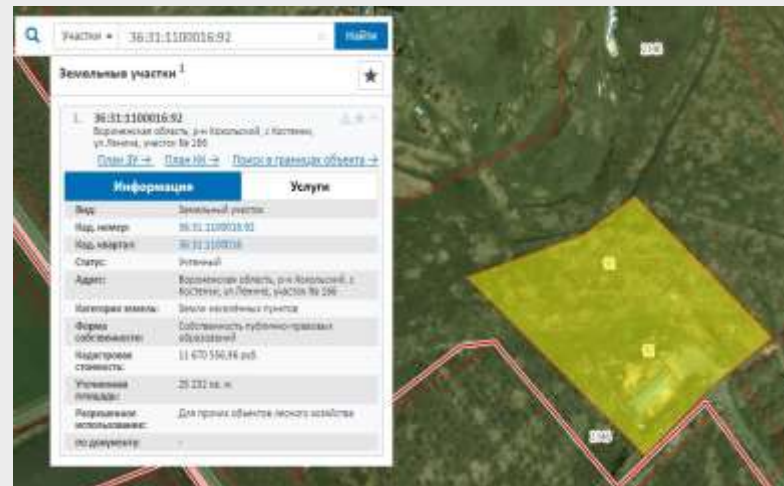 Участки 36:31:1100016:92 Найти
Земельные участки 1
1. 36:31:1100016:92
Воронежская область, р-н Хохольский, с Костенки,
ул Ленина, участок № 166
План ЗУ → План КК → Поиск в границах объекта →
Информация Услуги
Вид: Земельный участок
Кад. номер: 36:31:1100016:92
Кад. квартал: 36:31:1100016
Статус: Учтенный
Адрес: Воронежская область, р-н Хохольский, с
Костенки, ул Ленина, участок № 166
Категория земель: Земли населённых пунктов
Форма собственности: Собственность публично-правовых
образований
Кадастровая стоимость: 11 670 556,96 руб
Уточненная площадь: 25 232 кв. м
Разрешенное использование: Для прочих объектов лесного хозяйства
по документу: -